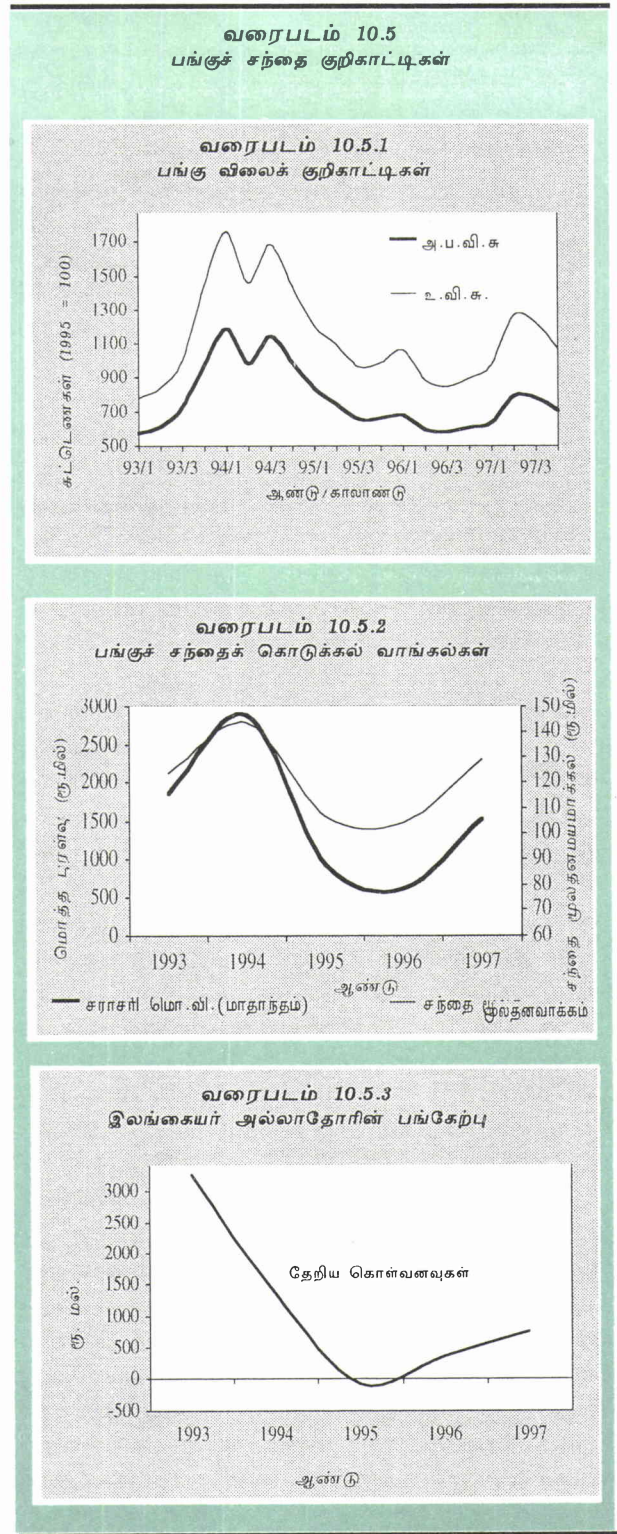 வரைபடம் 10.5
பங்குச் சந்தை குறிகாட்டிகள்
வரைபடம் 10.5.1
பங்கு விலைக் குறிகாட்டிகள்
சுட்டெண்கள் (1995 = 100)
1700
1500
1300
1100
900
700
500
அ.ப.வி.சு
உ.வி.சு.
93/1 93/3 94/1 94/3 95/1 95/3 96/1 96/3 97/1 97/3
ஆண்டு/காலாண்டு
வரைபடம் 10.5.2
பங்குச் சந்தைக் கொடுக்கல் வாங்கல்கள்
மொத்த புரள்வு (ரூ.மில்)
3000
2500
2000
1500
1000
500
0
150
140
130
120
110
100
90
80
70
60
சந்தை மூலதனமயமாக்கல் (ரூ.மில்)
1993 1994 1995 1996 1997
ஆண்டு
சராசரி மொ.வி.(மாதாந்தம்)
சந்தை மூலதனவாக்கம்
வரைபடம் 10.5.3
இலங்கையர் அல்லாதோரின் பங்கேற்பு
ரூ. மல்.
3000
2500
2000
1500
1000
500
0
-500
தேறிய கொள்வனவுகள்
1993 1994 1995 1996 1997
ஆண்டு